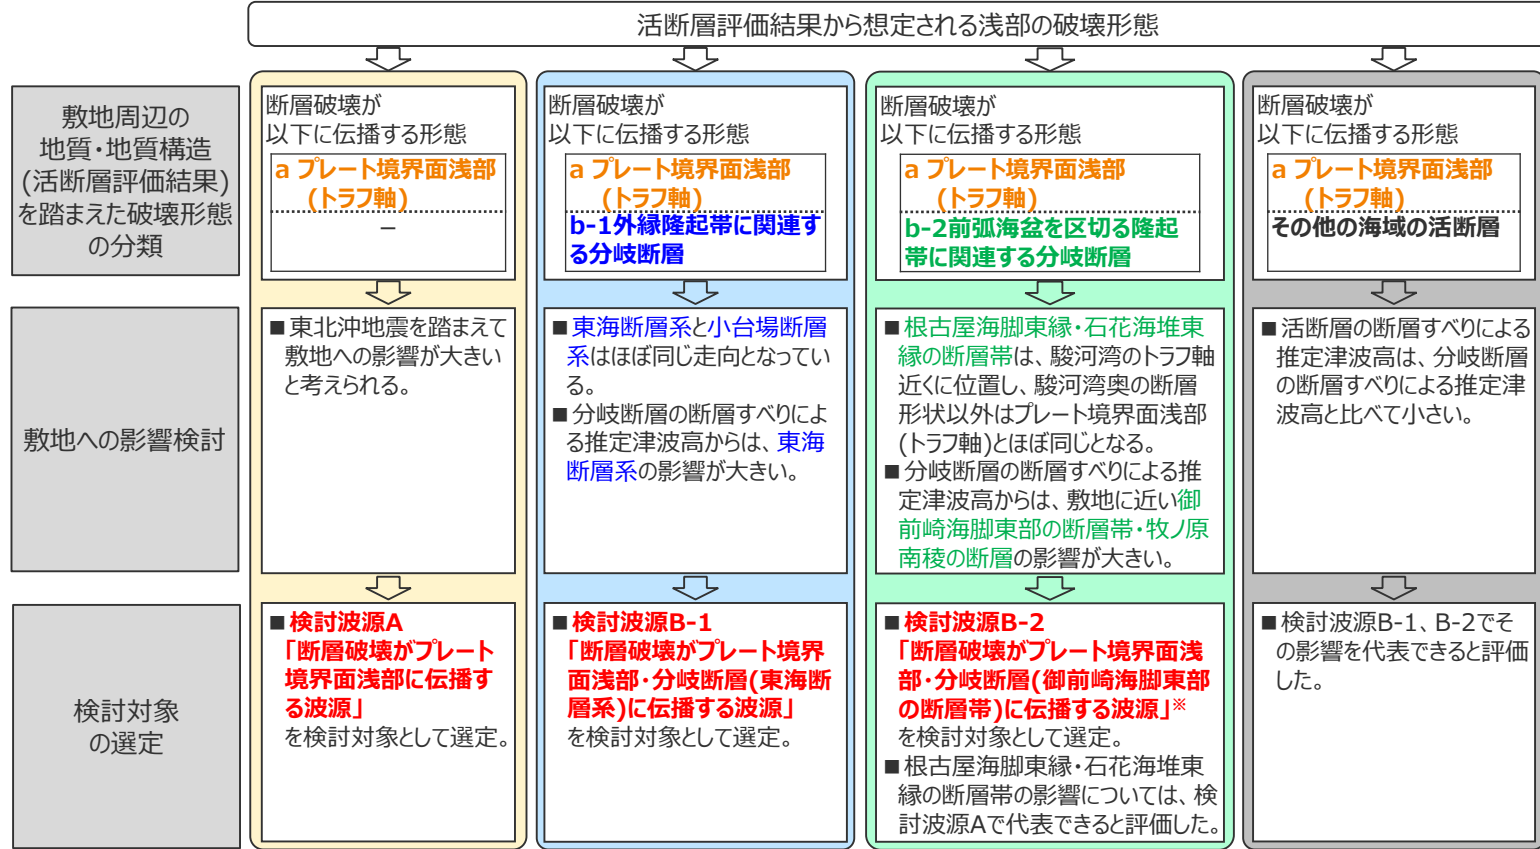 活断層評価結果から想定される浅部の破壊形態
敷地周辺の
地質・地質構造
(活断層評価結果)
を踏まえた破壊形態
の分類
断層破壊が
以下に伝播する形態
a プレート境界面浅部
(トラフ軸)
－
断層破壊が
以下に伝播する形態
a プレート境界面浅部
(トラフ軸)
b-1外縁隆起帯に関連す
る分岐断層
断層破壊が
以下に伝播する形態
a プレート境界面浅部
(トラフ軸)
b-2前弧海盆を区切る隆起
帯に関連する分岐断層
断層破壊が
以下に伝播する形態
a プレート境界面浅部
(トラフ軸)
その他の海域の活断層
敷地への影響検討
■東北沖地震を踏まえて
敷地への影響が大きい
と考えられる。
■東海断層系と小台場断層
系はほぼ同じ走向となってい
る。
■分岐断層の断層すべりによ
る推定津波高からは、東海
断層系の影響が大きい。
■根古屋海脚東縁・石花海堆東
縁の断層帯は、駿河湾のトラフ軸
近くに位置し、駿河湾奥の断層
形状以外はプレート境界面浅部
(トラフ軸)とほぼ同じとなる。
■分岐断層の断層すべりによる推
定津波高からは、敷地に近い御
前崎海脚東部の断層帯・牧ノ原
南稜の断層の影響が大きい。
■活断層の断層すべりによる
推定津波高は、分岐断層
の断層すべりによる推定津
波高と比べて小さい。
検討対象
の選定
■検討波源A
「断層破壊がプレート
境界面浅部に伝播す
る波源」
を検討対象として選定。
■検討波源B-1
「断層破壊がプレート境界
面浅部・分岐断層(東海断
層系)に伝播する波源」
を検討対象として選定。
■検討波源B-2
「断層破壊がプレート境界面浅
部・分岐断層(御前崎海脚東部
の断層帯)に伝播する波源」※
を検討対象として選定。
■根古屋海脚東縁・石花海堆東
縁の断層帯の影響については、検
討波源Aで代表できると評価した。
■検討波源B-1、B-2でそ
の影響を代表できると評価
した。